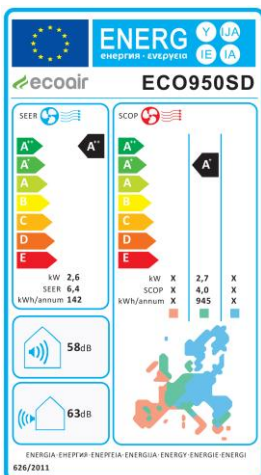 ENERG Y IJA
енергия · ενεργεια IE IA
ecoair ECO950SD
SEER
A++
A++
A+
A
B
C
D
E
kW 2,6
SEER 6,4
kWh/annum 142
SCOP
A++
A+
A+
A
B
C
D
E
kW X 2,7 X
SCOP X 4,0 X
kWh/annum X 945 X
58dB
63dB
ENERGIA·ЕНЕРГИЯ·ΕΝΕΡΓΕΙΑ·ENERGIJA·ENERGY·ENERGIE·ENERGI
626/2011